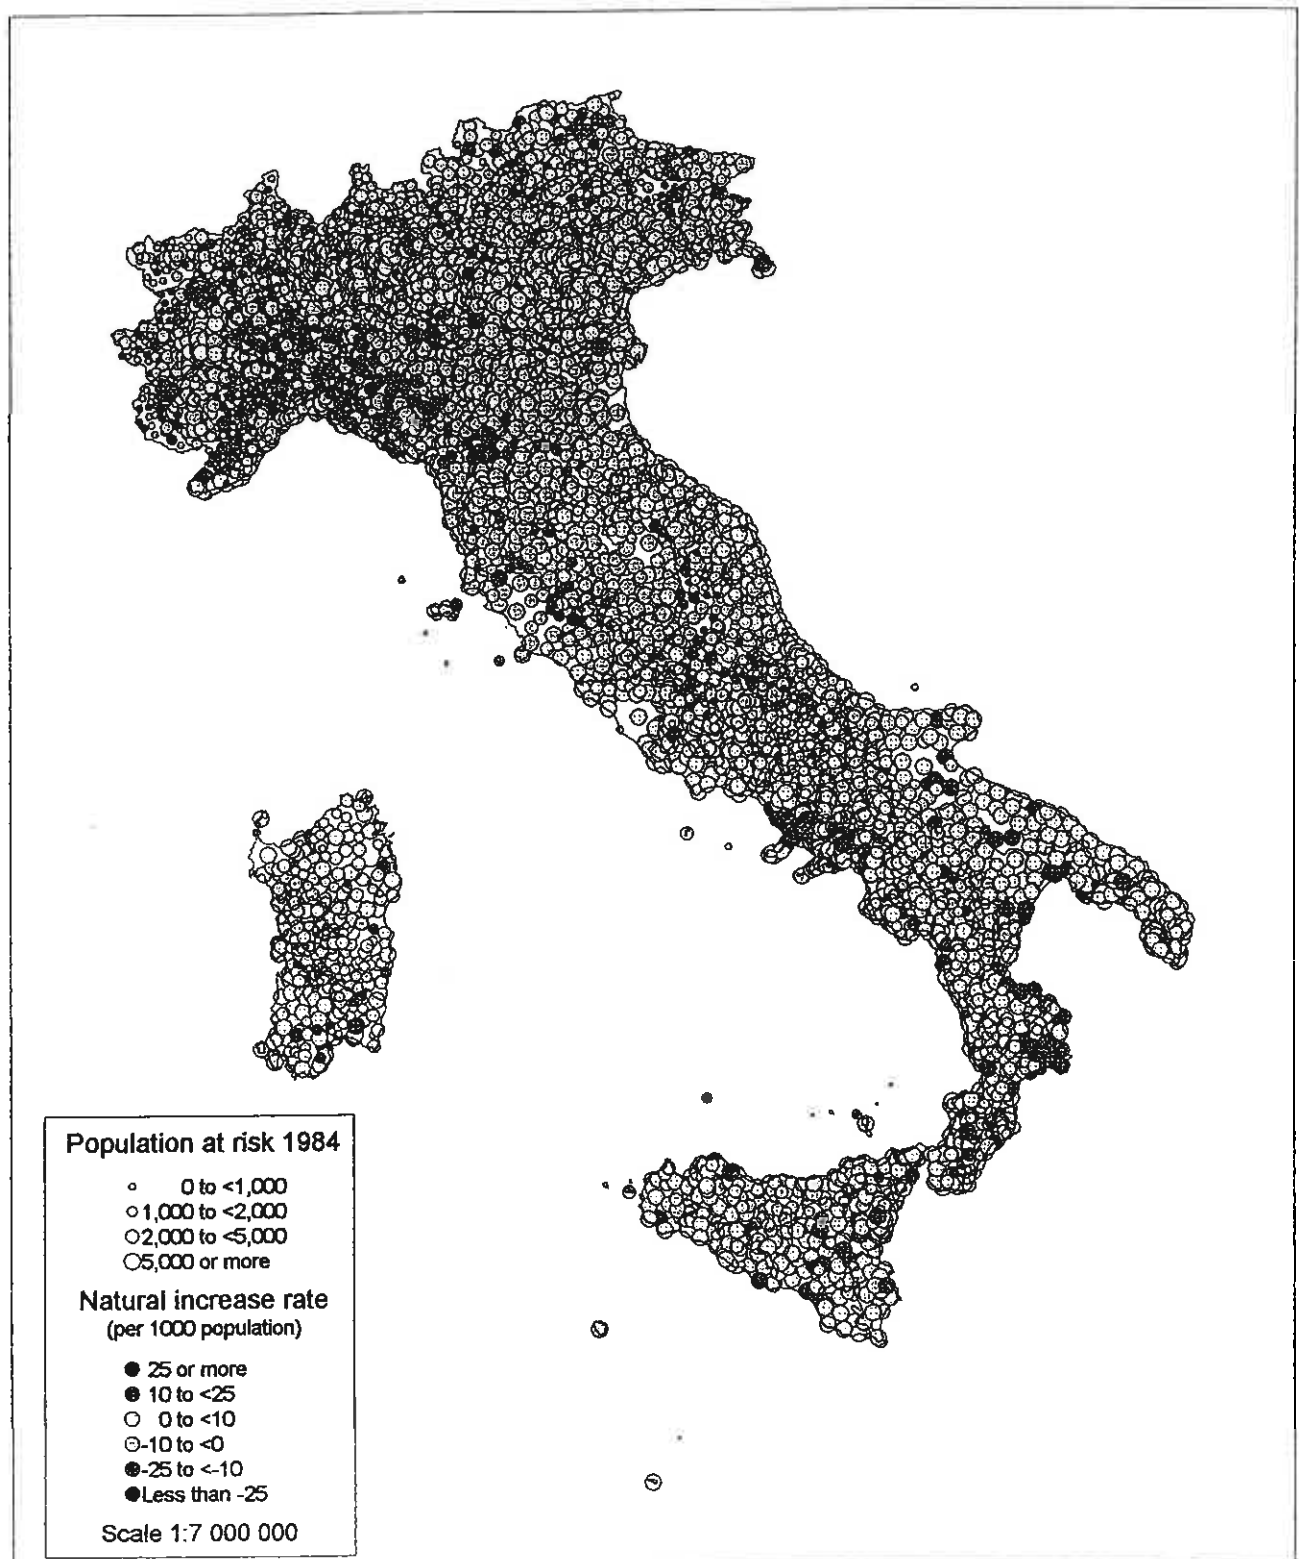 Population at risk 1984
0 to <1,000
1,000 to <2,000
2,000 to <5,000
5,000 or more
Natural increase rate
(per 1000 population)
25 or more
10 to <25
0 to <10
-10 to <0
-25 to <-10
Less than -25
Scale 1:7 000 000